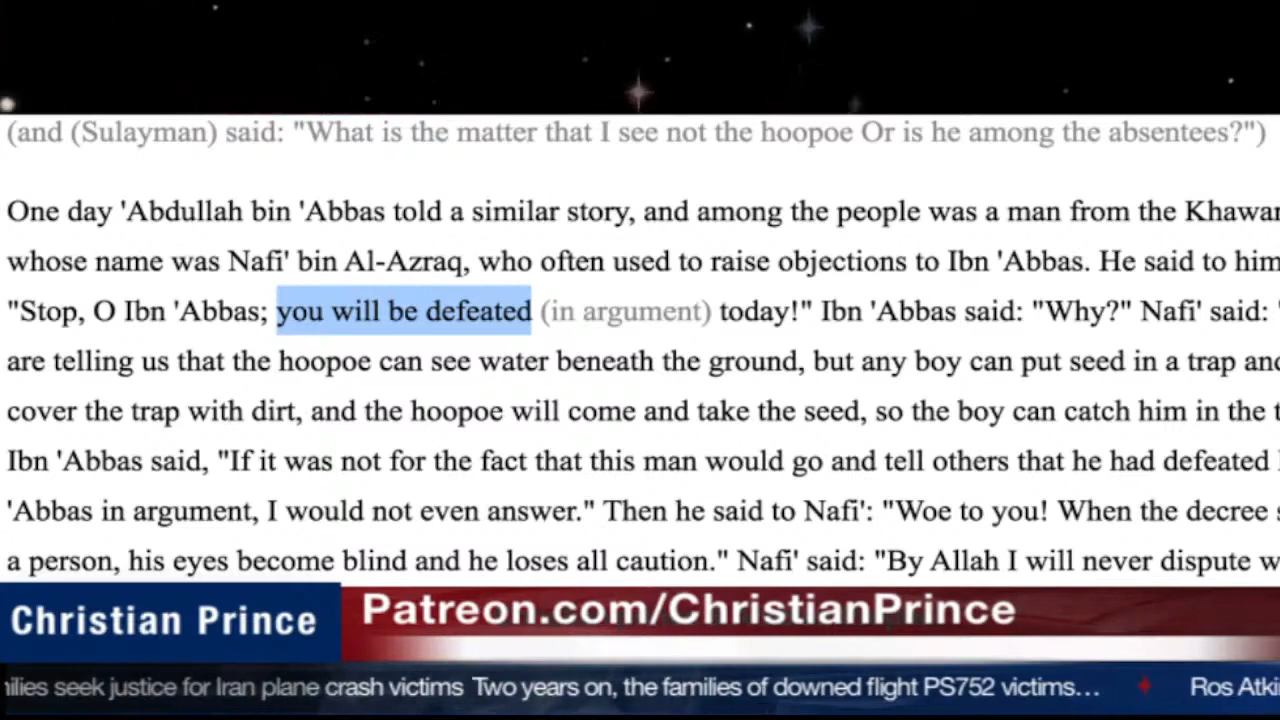 (and (Sulayman) said: "What is the matter that I see not the hoopoe Or is he among the absentees?")
One day 'Abdullah bin 'Abbas told a similar story, and among the people was a man from the
whose name was Nafi' bin Al-Azraq, who often used to raise objections to Ibn 'Abbas. He said to him
"Stop, O Ibn 'Abbas; you will be defeated (in argument) today!" Ibn 'Abbas said: "Why?" Nafi' said:
are telling us that the hoopoe can see water beneath the ground, but any boy can put seed in a trap
cover the trap with dirt, and the hoopoe will come and take the seed, so the boy can catch him in the
Ibn 'Abbas said, "If it was not for the fact that this man would go and tell others that he had defeated
'Abbas in argument, I would not even answer." Then he said to Nafi': "Woe to you! When the decree
a person, his eyes become blind and he loses all caution." Nafi' said: "By Allah I will never dispute
Christian Prince
Patreon.com/ChristianPrince
seek justice for Iran plane crash victims Two years on, the families of downed flight PS752 victims... Ros